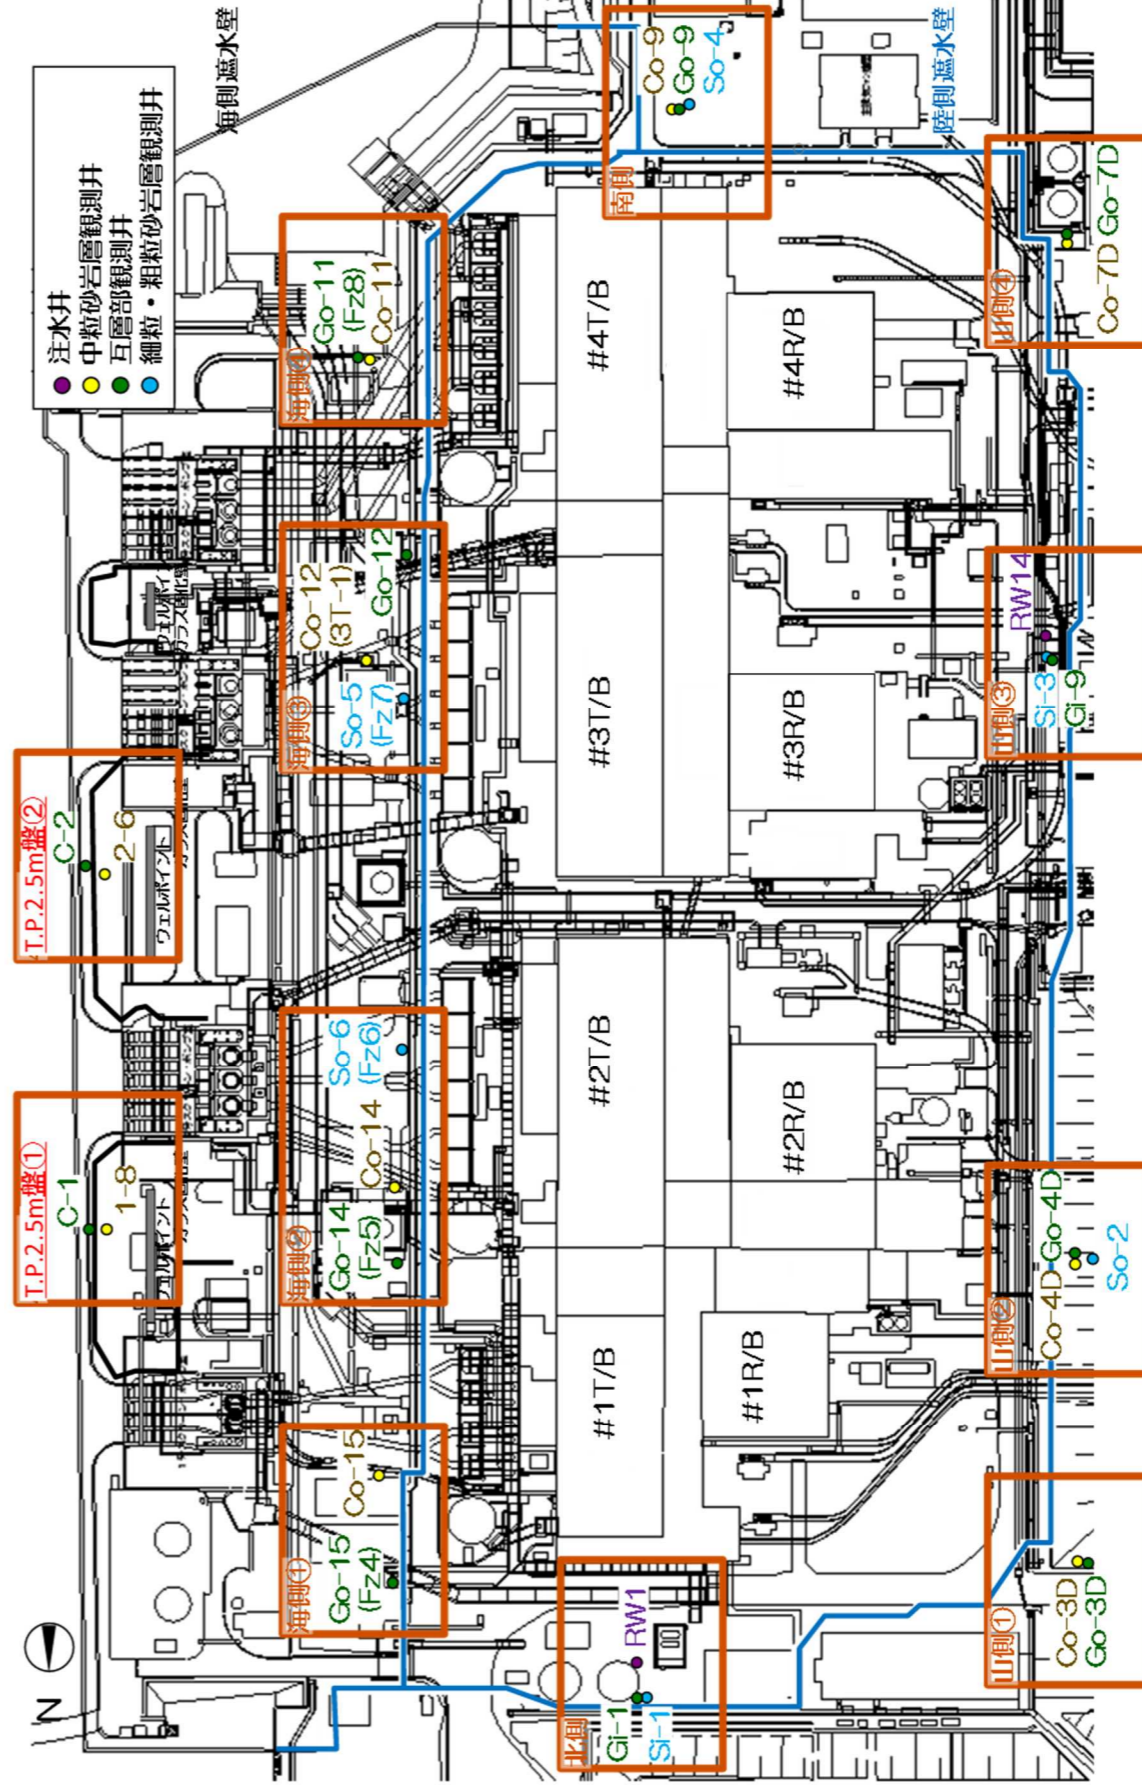 注水井
中粒砂岩層観測井
互層部観測井
細粒・粗粒砂岩層観測井
N
海側遮水壁
陸側遮水壁
T.P.2.5m盤①
C-1
1-8
ウェルポイント
T.P.2.5m盤②
C-2
2-6
ウェルポイント
ウェルポイン
海側①
Go-15
(Fz4)
Co-15
海側②
Go-14
(Fz5)
Co-14
So-6
(Fz6)
海側③
So-5
(Fz7)
Co-12
(3T-1)
Go-12
海側④
Go-11
(Fz8)
Co-11
#1T/B
#2T/B
#3T/B
#4T/B
#1R/B
#2R/B
#3R/B
#4R/B
北側
Gi-1
Si-1
RW1
南側
Co-9
Go-9
So-4
山側①
Co-3D
Go-3D
山側②
Co-4D
Go-4D
So-2
山側③
Si-3
Gi-9
RW14
山側④
Co-7D
Go-7D